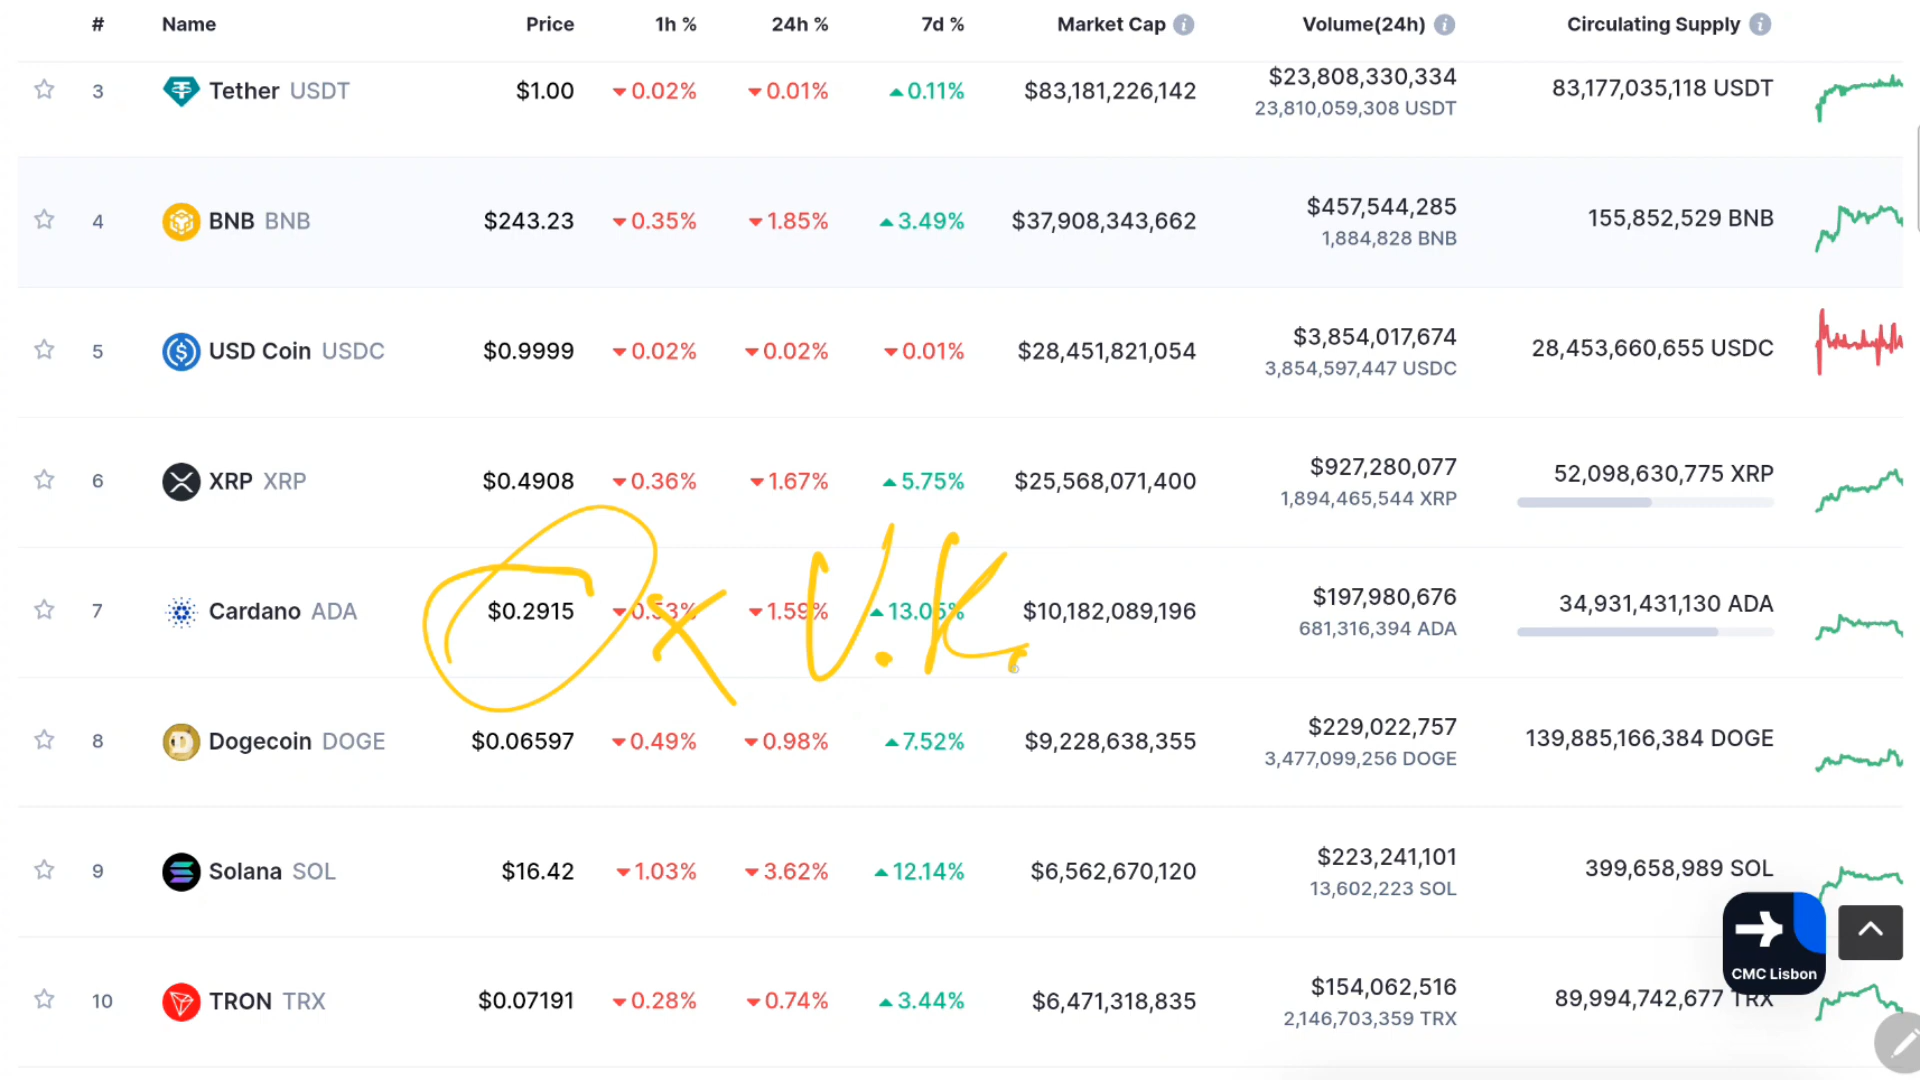 # Name Price 1h % 24h % 7d % Market Cap Volume(24h) Circulating Supply
3 Tether USDT $1.00 0.02% 0.01% 0.11% $83,181,226,142 $23,808,330,334 83,177,035,118 USDT
23,810,059,308 USDT
4 BNB BNB $243.23 0.35% 1.85% 3.49% $37,908,343,662 $457,544,285 155,852,529 BNB
1,884,828 BNB
5 USD Coin USDC $0.9999 0.02% 0.02% 0.01% $28,451,821,054 $3,854,017,674 28,453,660,655 USDC
3,854,597,447 USDC
6 XRP XRP $0.4908 0.36% 1.67% 5.75% $25,568,071,400 $927,280,077 52,098,630,775 XRP
1,894,465,544 XRP
7 Cardano ADA $0.2915 0.53% 1.59% 13.05% $10,182,089,196 $197,980,676 34,931,431,130 ADA
681,316,394 ADA
x U.K.
8 Dogecoin DOGE $0.06597 0.49% 0.98% 7.52% $9,228,638,355 $229,022,757 139,885,166,384 DOGE
3,477,099,256 DOGE
9 Solana SOL $16.42 1.03% 3.62% 12.14% $6,562,670,120 $223,241,101 399,658,989 SOL
13,602,223 SOL
CMC Lisbon
10 TRON TRX $0.07191 0.28% 0.74% 3.44% $6,471,318,835 $154,062,516 89,994,742,677 TRX
2,146,703,359 TRX